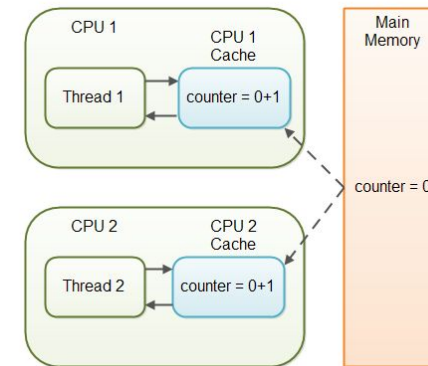 CPU 1
CPU 1
Cache
Thread 1
counter = 0+1
CPU 2
CPU 2
Cache
Thread 2
counter = 0+1
Main
Memory
counter = 0